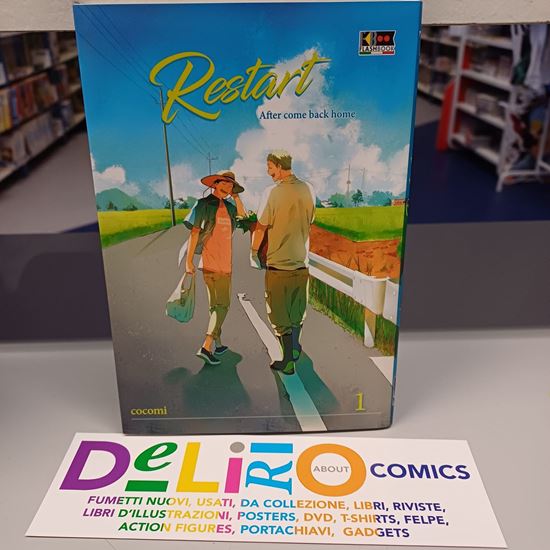 FLASHBOOK
Restart
After come back home
cocomi
1
DeLiRiO
ABOUT
COMICS
FUMETTI NUOVI, USATI, DA COLLEZIONE, LIBRI, RIVISTE,
LIBRI D'ILLUSTRAZIONI, POSTERS, DVD, T-SHIRTS, FELPE,
ACTION FIGURES, PORTACHIAVI, GADGETS